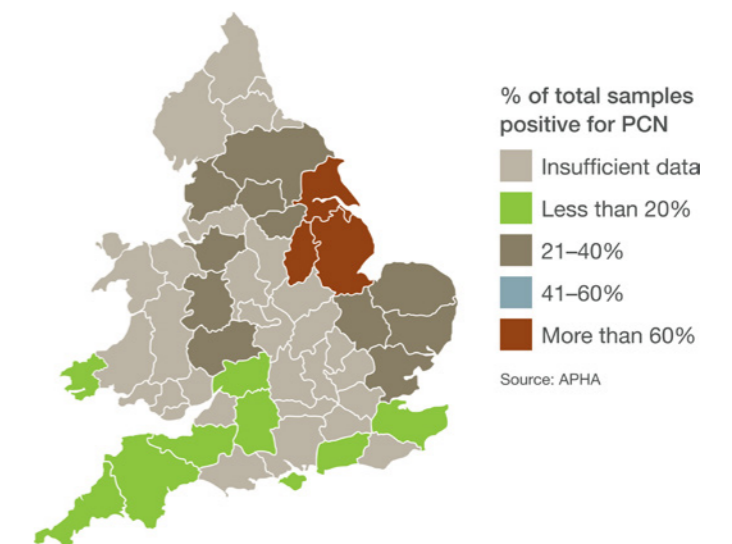 % of total samples
positive for PCN
Insufficient data
Less than 20%
21–40%
41–60%
More than 60%
Source: APHA